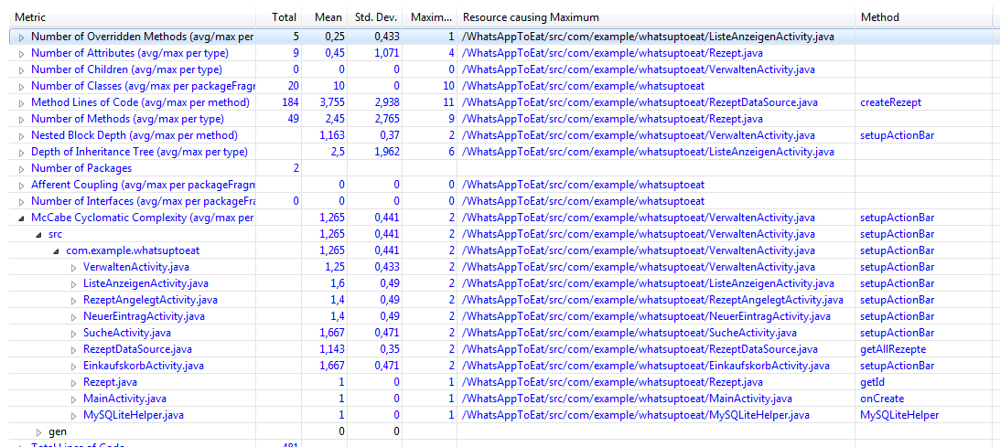 Metric Total Mean Std. Dev. Maxim... Resource causing Maximum Method
Number of Overridden Methods (avg/max per 5 0,25 0,433 1 /WhatsAppToEat/src/com/example/whatsuptoeat/ListeAnzeigenActivity.java
Number of Attributes (avg/max per type) 9 0,45 1,071 4 /WhatsAppToEat/src/com/example/whatsuptoeat/Rezept.java
Number of Children (avg/max per type) 0 0 0 0 /WhatsAppToEat/src/com/example/whatsuptoeat/VerwaltenActivity.java
Number of Classes (avg/max per packageFragr 20 10 0 10 /WhatsAppToEat/src/com/example/whatsuptoeat
Method Lines of Code (avg/max per method) 184 3,755 2,938 11 /WhatsAppToEat/src/com/example/whatsuptoeat/RezeptDataSource.java createRezept
Number of Methods (avg/max per type) 49 2,45 2,765 9 /WhatsAppToEat/src/com/example/whatsuptoeat/Rezept.java
Nested Block Depth (avg/max per method) 1,163 0,37 2 /WhatsAppToEat/src/com/example/whatsuptoeat/VerwaltenActivity.java setupActionBar
Depth of Inheritance Tree (avg/max per type) 2,5 1,962 6 /WhatsAppToEat/src/com/example/whatsuptoeat/ListeAnzeigenActivity.java
Number of Packages 2
Afferent Coupling (avg/max per packageFragm 0 0 0 /WhatsAppToEat/src/com/example/whatsuptoeat
Number of Interfaces (avg/max per packageFra 0 0 0 0 /WhatsAppToEat/src/com/example/whatsuptoeat
McCabe Cyclomatic Complexity (avg/max per 1,265 0,441 2 /WhatsAppToEat/src/com/example/whatsuptoeat/VerwaltenActivity.java setupActionBar
src 1,265 0,441 2 /WhatsAppToEat/src/com/example/whatsuptoeat/VerwaltenActivity.java setupActionBar
com.example.whatsuptoeat 1,265 0,441 2 /WhatsAppToEat/src/com/example/whatsuptoeat/VerwaltenActivity.java setupActionBar
VerwaltenActivity.java 1,25 0,433 2 /WhatsAppToEat/src/com/example/whatsuptoeat/VerwaltenActivity.java setupActionBar
ListeAnzeigenActivity.java 1,6 0,49 2 /WhatsAppToEat/src/com/example/whatsuptoeat/ListeAnzeigenActivity.java setupActionBar
RezeptAngelegtActivity.java 1,4 0,49 2 /WhatsAppToEat/src/com/example/whatsuptoeat/RezeptAngelegtActivity.java setupActionBar
NeuerEintragActivity.java 1,4 0,49 2 /WhatsAppToEat/src/com/example/whatsuptoeat/NeuerEintragActivity.java setupActionBar
SucheActivity.java 1,667 0,471 2 /WhatsAppToEat/src/com/example/whatsuptoeat/SucheActivity.java setupActionBar
RezeptDataSource.java 1,143 0,35 2 /WhatsAppToEat/src/com/example/whatsuptoeat/RezeptDataSource.java getAllRezepte
EinkaufskorbActivity.java 1,667 0,471 2 /WhatsAppToEat/src/com/example/whatsuptoeat/EinkaufskorbActivity.java setupActionBar
Rezept.java 1 0 1 /WhatsAppToEat/src/com/example/whatsuptoeat/Rezept.java getId
MainActivity.java 1 0 1 /WhatsAppToEat/src/com/example/whatsuptoeat/MainActivity.java onCreate
MySQLiteHelper.java 1 0 1 /WhatsAppToEat/src/com/example/whatsuptoeat/MySQLiteHelper.java MySQLiteHelper
gen 0 0
Total Lines of Code 481